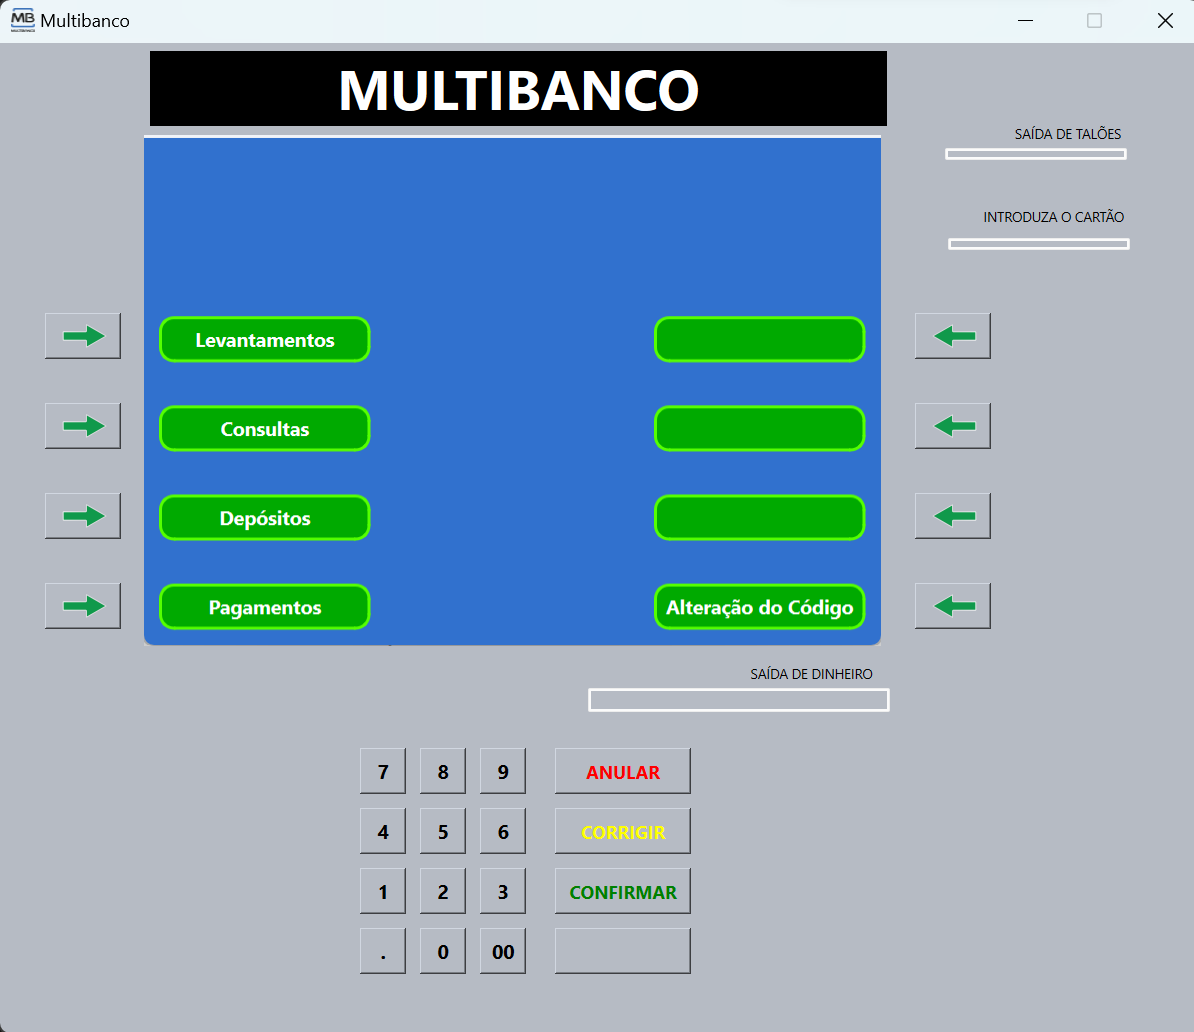 MB Multibanco
MULTIBANCO
SAÍDA DE TALÕES
INTRODUZA O CARTÃO
Levantamentos
Consultas
Depósitos
Pagamentos
Alteração do Código
SAÍDA DE DINHEIRO
7 8 9 ANULAR
4 5 6 CORRIGIR
1 2 3 CONFIRMAR
. 0 00